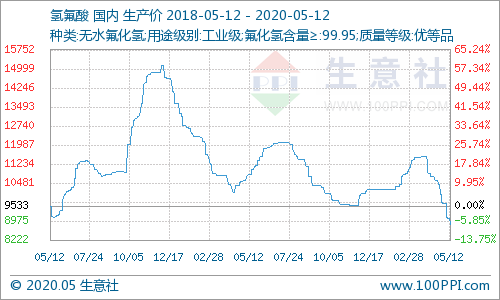 氢氟酸 国内 生产价 2018-05-12 - 2020-05-12
种类:无水氟化氢;用途级别:工业级;氟化氢含量≥:99.95;质量等级:优等品
15752 65.24%
14999 57.34%
14246 49.44%
13493 41.54%
12740 33.64%
11987 25.74%
11234 17.84%
10481 9.95%
9533 0.00%
8975 -5.85%
8222 -13.75%
05/12 07/24 10/05 12/17 02/28 05/12 07/24 10/05 12/17 02/28 05/12
生意社
www.100PPI.com
© 2020.05 生意社 www.100PPI.com